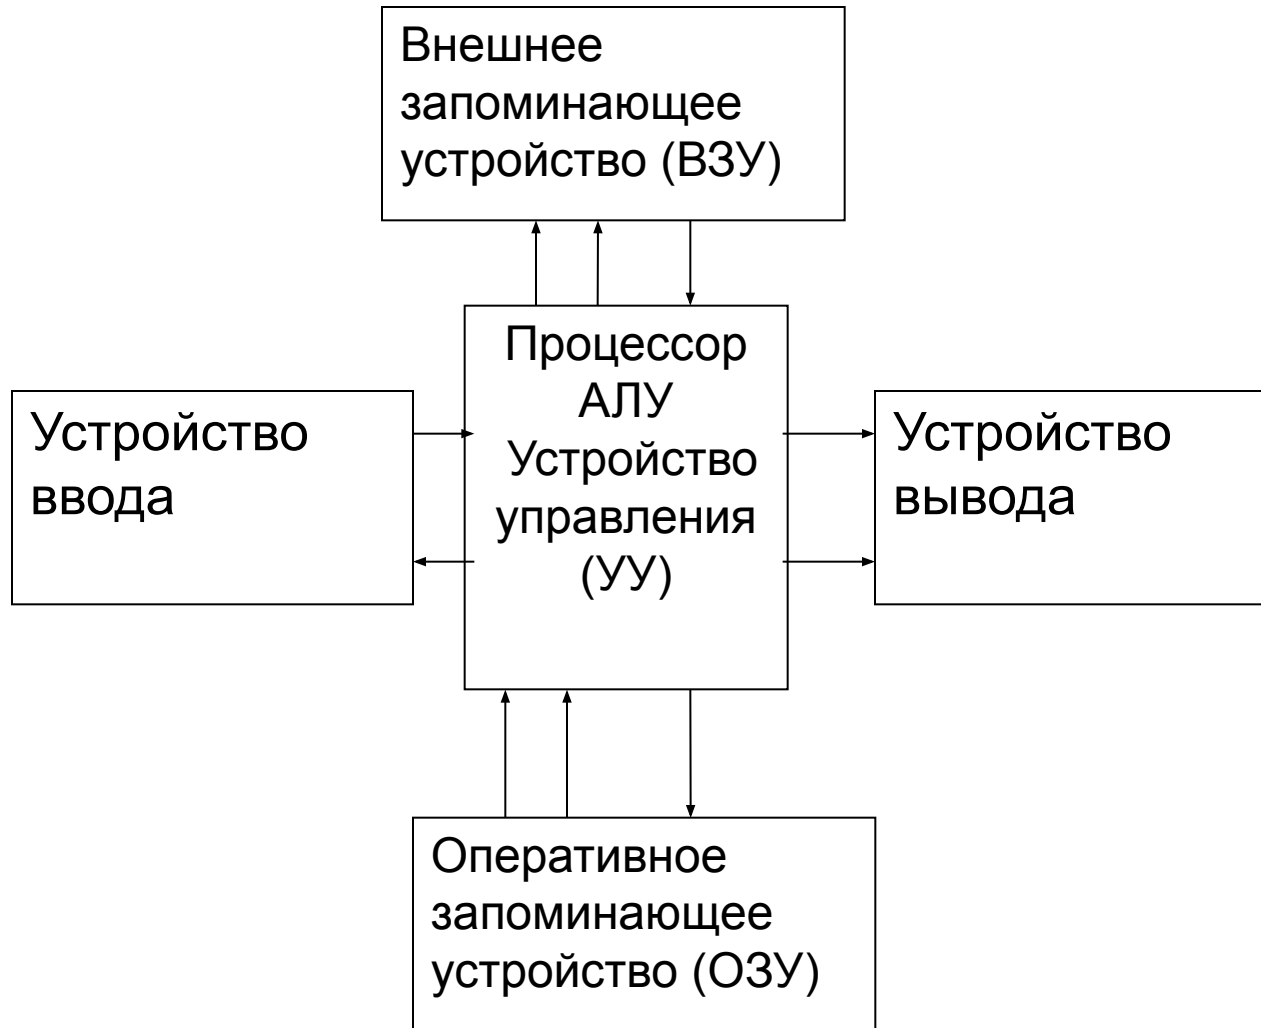 Внешнее
запоминающее
устройство (ВЗУ)
Процессор
АЛУ
Устройство
управления
(УУ)
Устройство
ввода
Устройство
вывода
Оперативное
запоминающее
устройство (ОЗУ)